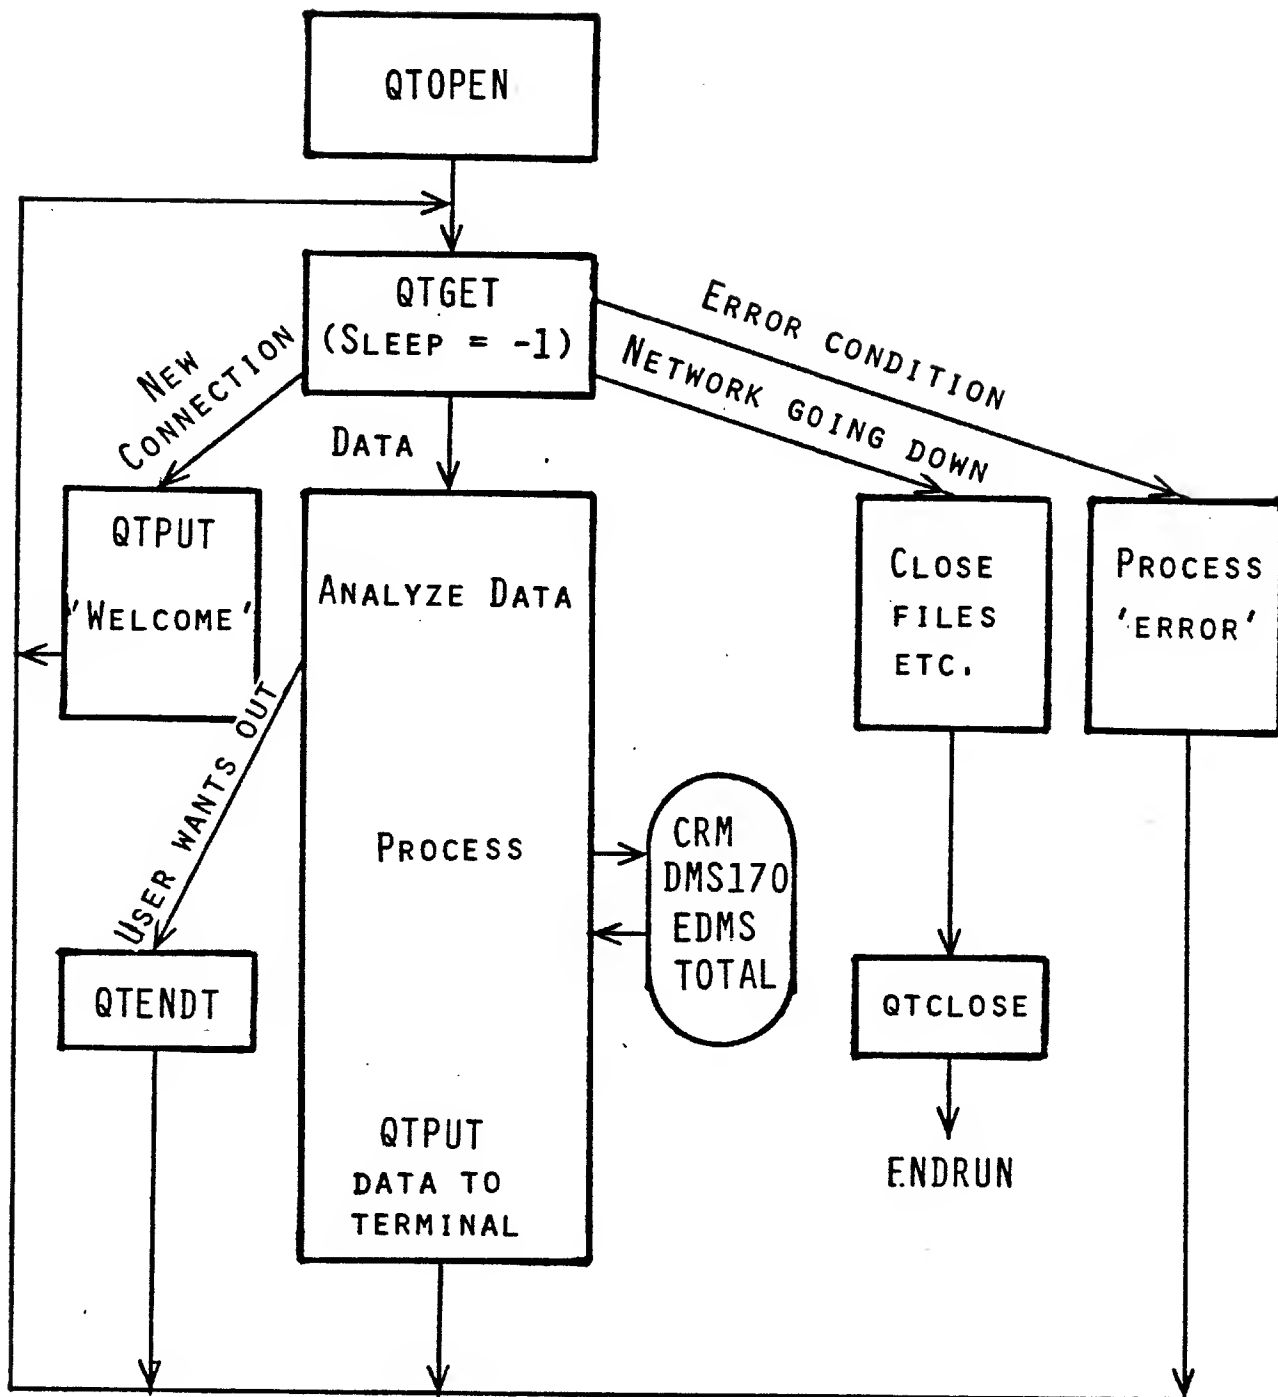 QTOPEN
QTGET
(SLEEP = -1)
NEW
CONNECTION
DATA
ERROR CONDITION
NETWORK GOING DOWN
QTPUT
'WELCOME'
ANALYZE DATA
PROCESS
QTPUT
DATA TO
TERMINAL
USER WANTS OUT
QTENDT
CRM
DMS170
EDMS
TOTAL
CLOSE
FILES
ETC.
QTCLOSE
ENDRUN
PROCESS
'ERROR'